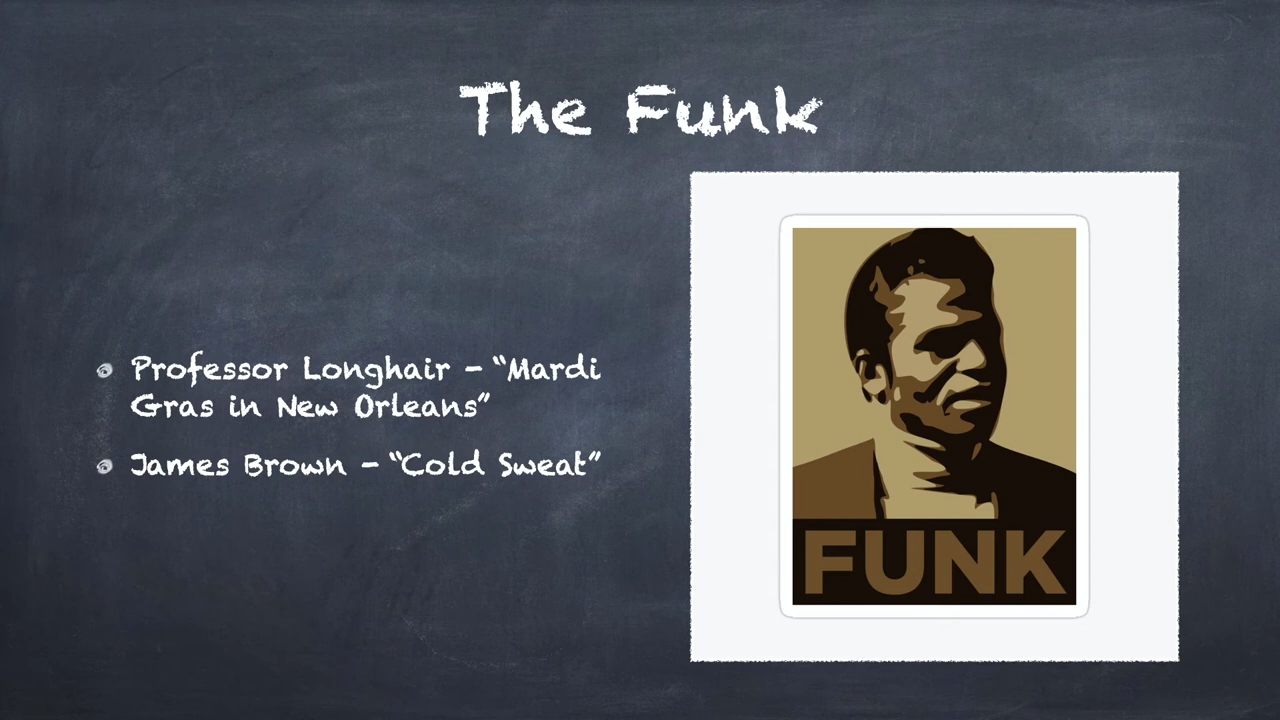 The Funk
Professor Longhair - “Mardi
Gras in New Orleans”
James Brown - “Cold Sweat”
FUNK